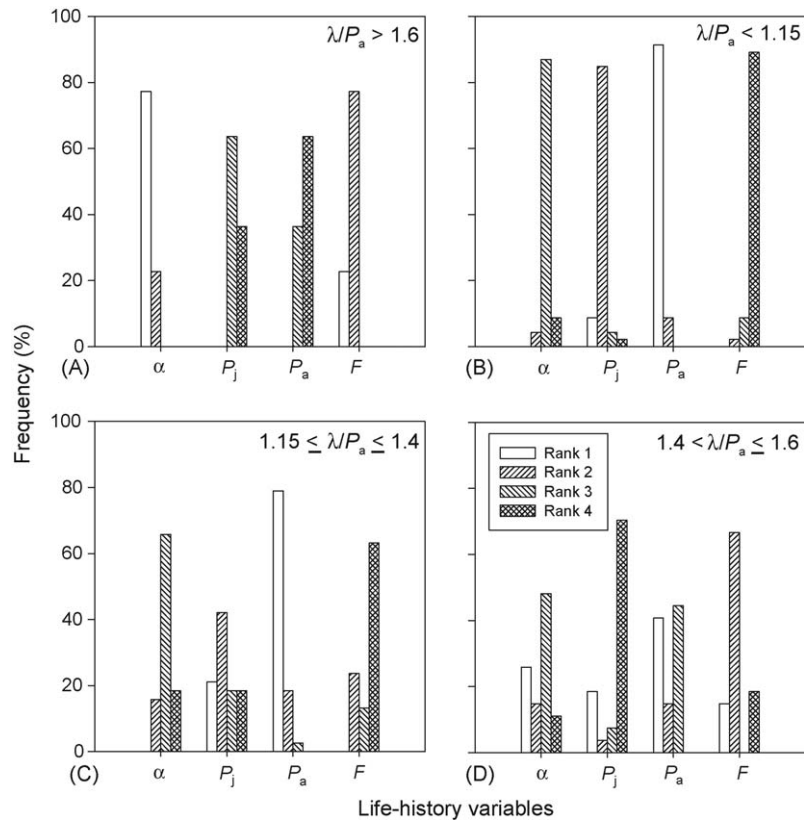 Frequency (%)
100
80
60
40
20
0
λ/Pₐ > 1.6
(A)
α
Pⱼ
Pₐ
F
λ/Pₐ < 1.15
(B)
α
Pⱼ
Pₐ
F
100
80
60
40
20
0
1.15 ≤ λ/Pₐ ≤ 1.4
(C)
α
Pⱼ
Pₐ
F
1.4 < λ/Pₐ ≤ 1.6
Rank 1
Rank 2
Rank 3
Rank 4
(D)
α
Pⱼ
Pₐ
F
Life-history variables